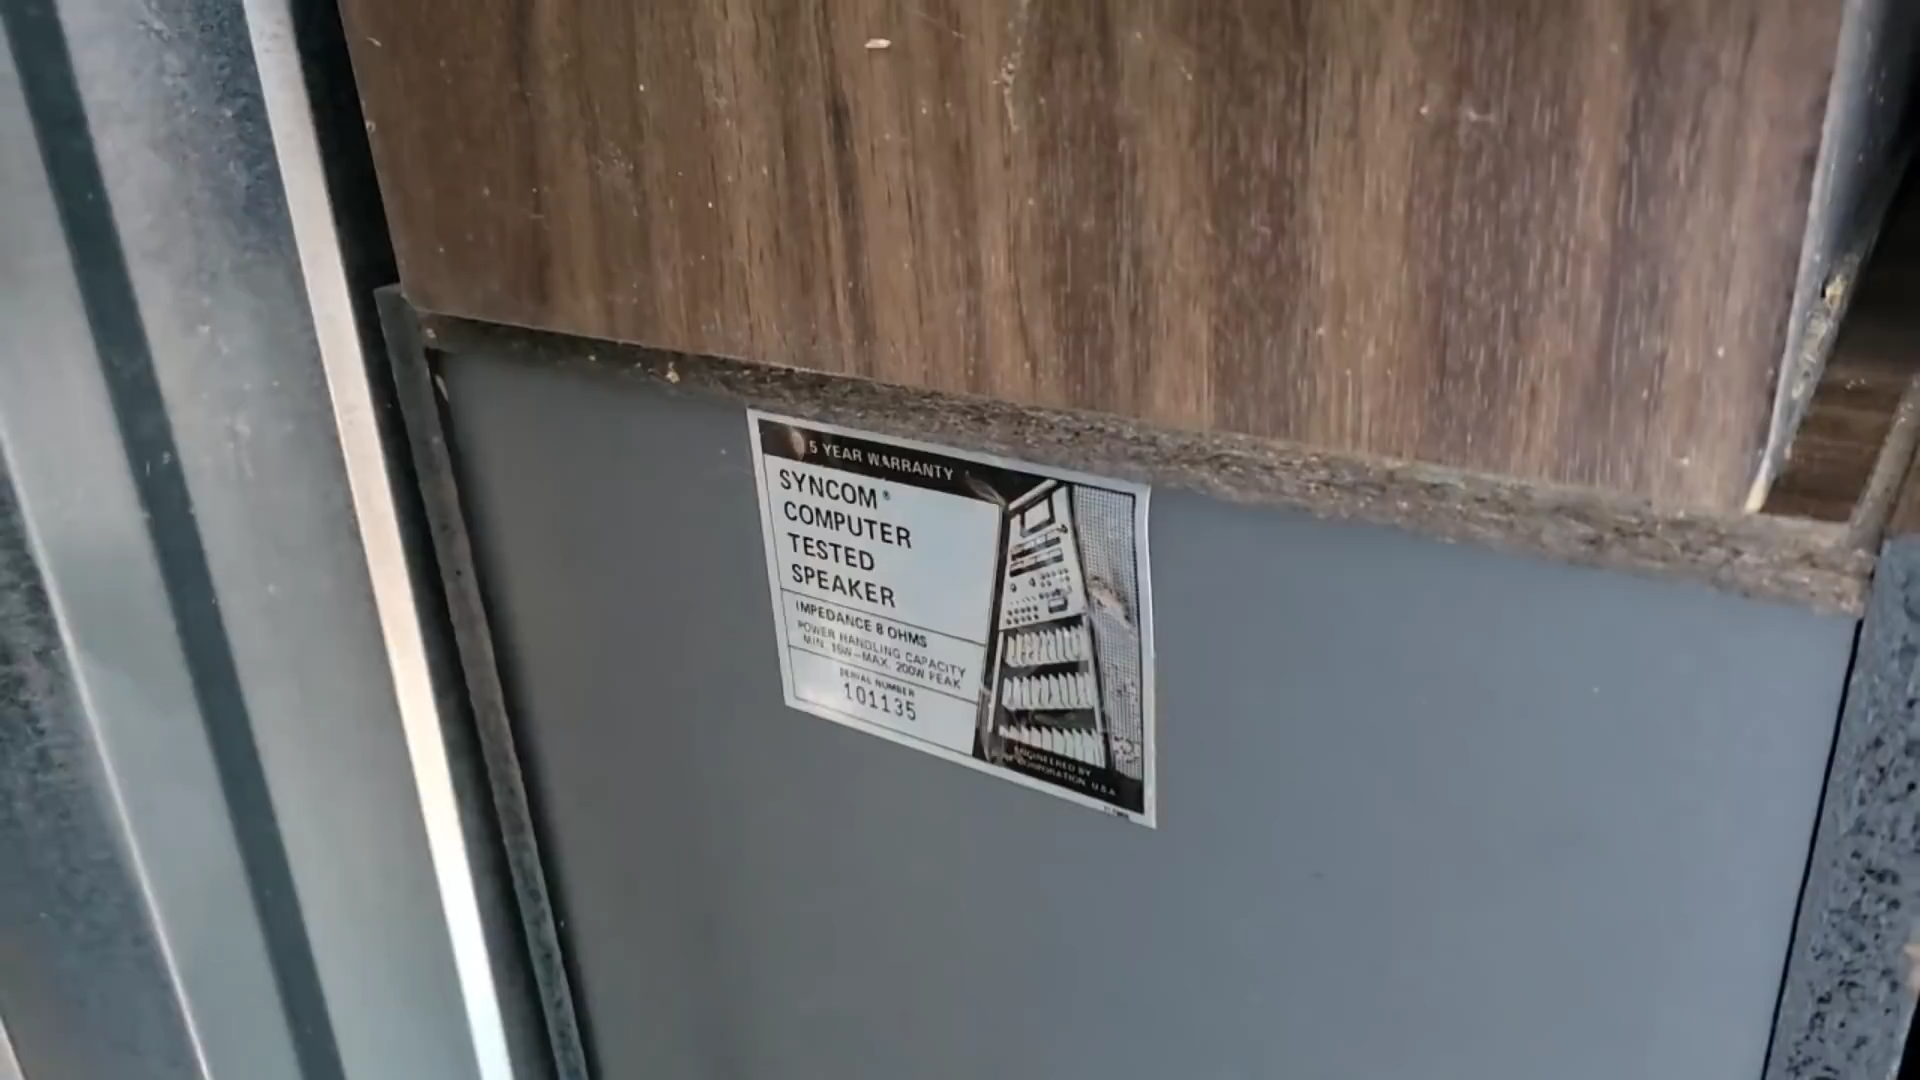 5 YEAR WARRANTY
SYNCOM®
COMPUTER
TESTED
SPEAKER
IMPEDANCE 8 OHMS
POWER HANDLING CAPACITY
MIN. 15W-MAX. 200W PEAK
SERIAL NUMBER
101135
ENGINEERED BY
CORPORATION, U.S.A.